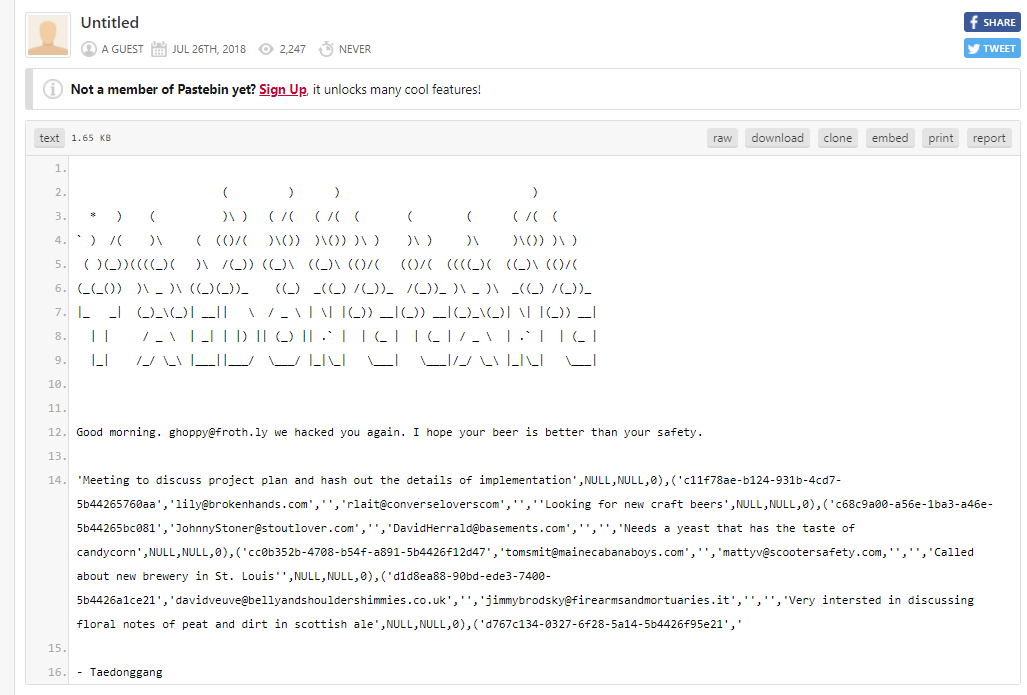 Untitled
A GUEST JUL 26TH, 2018 2,247 NEVER
SHARE
TWEET
Not a member of Pastebin yet? Sign Up, it unlocks many cool features!
text 1.65 KB raw download clone embed print report
1.
2.                       (         )      )                              )
3.   *   )    (          )\ )   ( /(   ( /(  (       (        (      ( /(  (
4. ` )  /(    )\     (  (()/(   )\())  )\()) )\ )    )\ )     )\     )\()) )\ )
5.  ( )(_))((((_)(   )\  /(_)) ((_)\  ((_)\ (()/(   (()/(  ((((_)(  ((_)\ (()/(
6. (_(_())  )\ _ )\ ((_)(_))_    ((_)  _((_) /(_))_  /(_))_ )\ _ )\  _((_) /(_))_
7. |_   _|  (_)_\(_)| __||   \  / _ \ | \| |(_)) __|(_)) __|(_)_\(_)| \| |(_)) __|
8.   | |     / _ \  | _| | |) || (_) || .` |  | (_ |  | (_ | / _ \  | .` |  | (_ |
9.   |_|    /_/ \_\ |___||___/  \___/ |_|\_|   \___|   \___|/_/ \_\ |_|\_|   \___|
10.
11.
12. Good morning. ghoppy@froth.ly we hacked you again. I hope your beer is better than your safety.
13.
14. 'Meeting to discuss project plan and hash out the details of implementation',NULL,NULL,0),('c11f78ae-b124-931b-4cd7-
5b44265760aa','lily@brokenhands.com','','rlait@converseloverscom','',''Looking for new craft beers',NULL,NULL,0),('c68c9a00-a56e-1ba3-a46e-
5b44265bc081','JohnnyStoner@stoutlover.com','','DavidHerrald@basements.com','','','Needs a yeast that has the taste of
candycorn',NULL,NULL,0),('cc0b352b-4708-b54f-a891-5b4426f12d47','tomsmit@mainecabanaboys.com','','mattyv@scootersafety.com,'','','Called
about new brewery in St. Louis'',NULL,NULL,0),('d1d8ea88-90bd-ede3-7400-
5b4426a1ce21','davidveuve@bellyandshouldershimmies.co.uk','','jimmybrodsky@firearmsandmortuaries.it','','','Very intersted in discussing
floral notes of peat and dirt in scottish ale',NULL,NULL,0),('d767c134-0327-6f28-5a14-5b4426f95e21','
15.
16. - Taedonggang